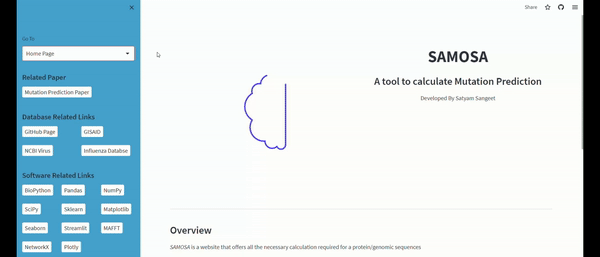 Go To
Home Page
Related Paper
Mutation Prediction Paper
Database Related Links
GitHub Page GISAID
NCBI Virus Influenza Databse
Software Related Links
BioPython Pandas NumPy
SciPy Sklearn Matplotlib
Seaborn Streamlit MAFFT
NetworkX Plotly
Share
SAMOSA
A tool to calculate Mutation Prediction
Developed By Satyam Sangeet
Overview
SAMOSA is a website that offers all the necessary calculation required for a protein/genomic sequences